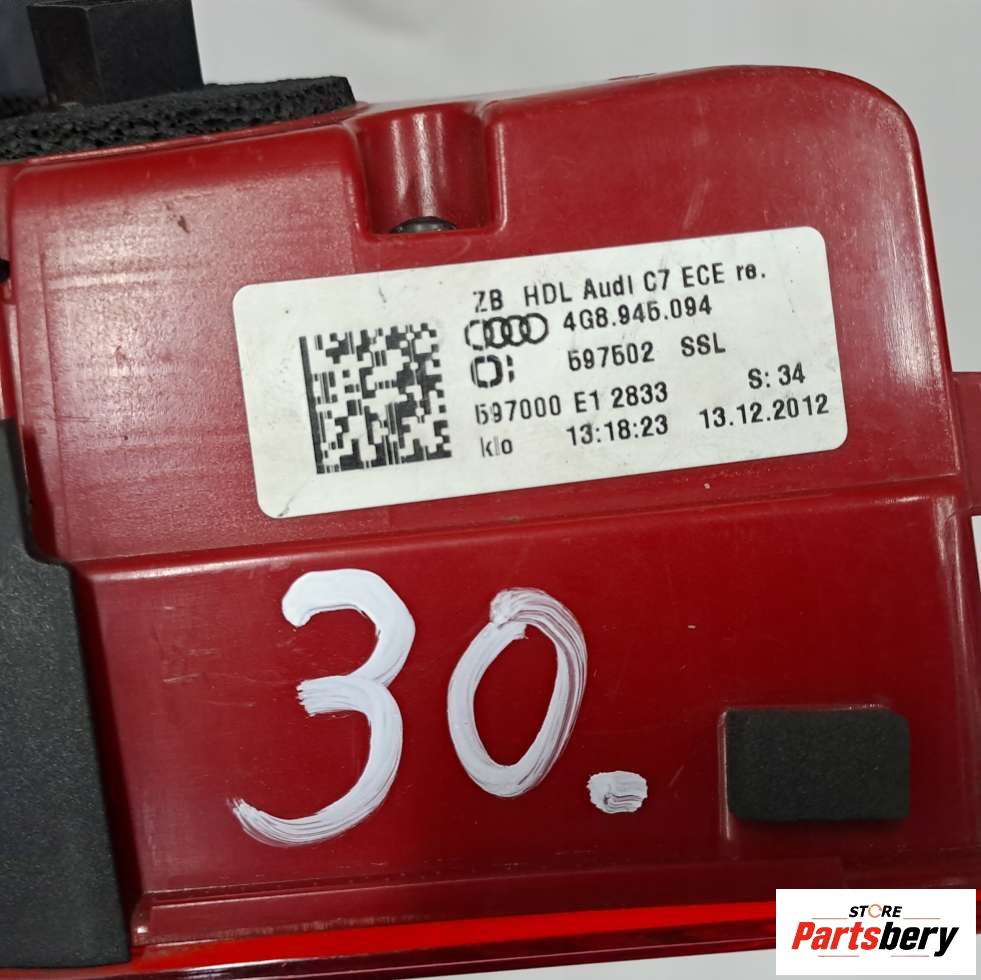 ZB HDL Audi C7 ECE re.
4G8.945.094
597502 SSL
597000 E1 2833 S: 34
klo 13:18:23 13.12.2012
30.
STORE
Partsbery